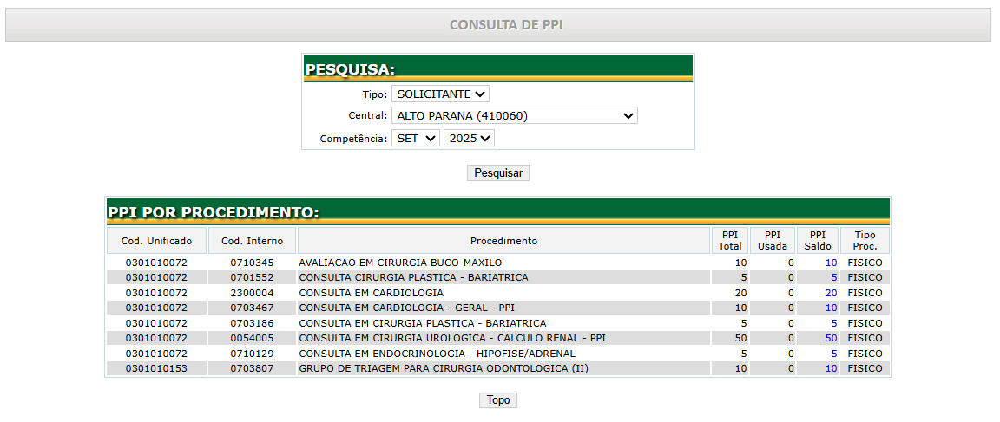 CONSULTA DE PPI
PESQUISA:
Tipo: SOLICITANTE
Central: ALTO PARANA (410060)
Competência: SET 2025
Pesquisar
PPI POR PROCEDIMENTO:
Cod. Unificado Cod. Interno Procedimento PPI Total PPI Usada PPI Saldo Tipo Proc.
0301010072 0710345 AVALIACAO EM CIRURGIA BUCO-MAXILO 10 0 10 FISICO
0301010072 0701552 CONSULTA CIRURGIA PLASTICA - BARIATRICA 5 0 5 FISICO
0301010072 2300004 CONSULTA EM CARDIOLOGIA 20 0 20 FISICO
0301010072 0703467 CONSULTA EM CARDIOLOGIA - GERAL - PPI 10 0 10 FISICO
0301010072 0703186 CONSULTA EM CIRURGIA PLASTICA - BARIATRICA 5 0 5 FISICO
0301010072 0054005 CONSULTA EM CIRURGIA UROLOGICA - CALCULO RENAL - PPI 50 0 50 FISICO
0301010072 0710129 CONSULTA EM ENDOCRINOLOGIA - HIPOFISE/ADRENAL 5 0 5 FISICO
0301010153 0703807 GRUPO DE TRIAGEM PARA CIRURGIA ODONTOLOGICA (II) 10 0 10 FISICO
Topo